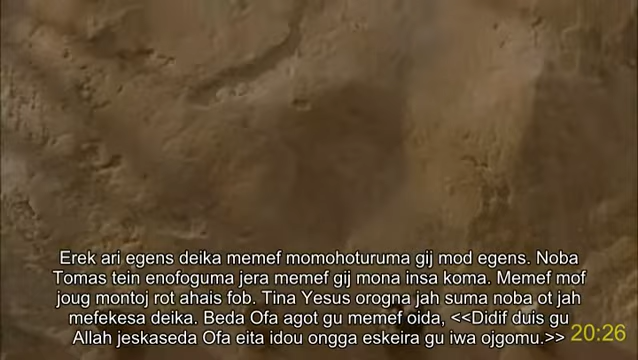 Erek ari egens deika memef momohoturuma gij mod egens. Noba
Tomas tein enofoguma jera memef gij mona insa koma. Memef mof
joug montoj rot ahais fob. Tina Yesus orogna jah suma noba ot jah
mefekesa deika. Beda Ofa agot gu memef oida, <<Didif duis gu
Allah jeskaseda Ofa eita idou ongga eskeira gu iwa ojgomu.>>
20:26